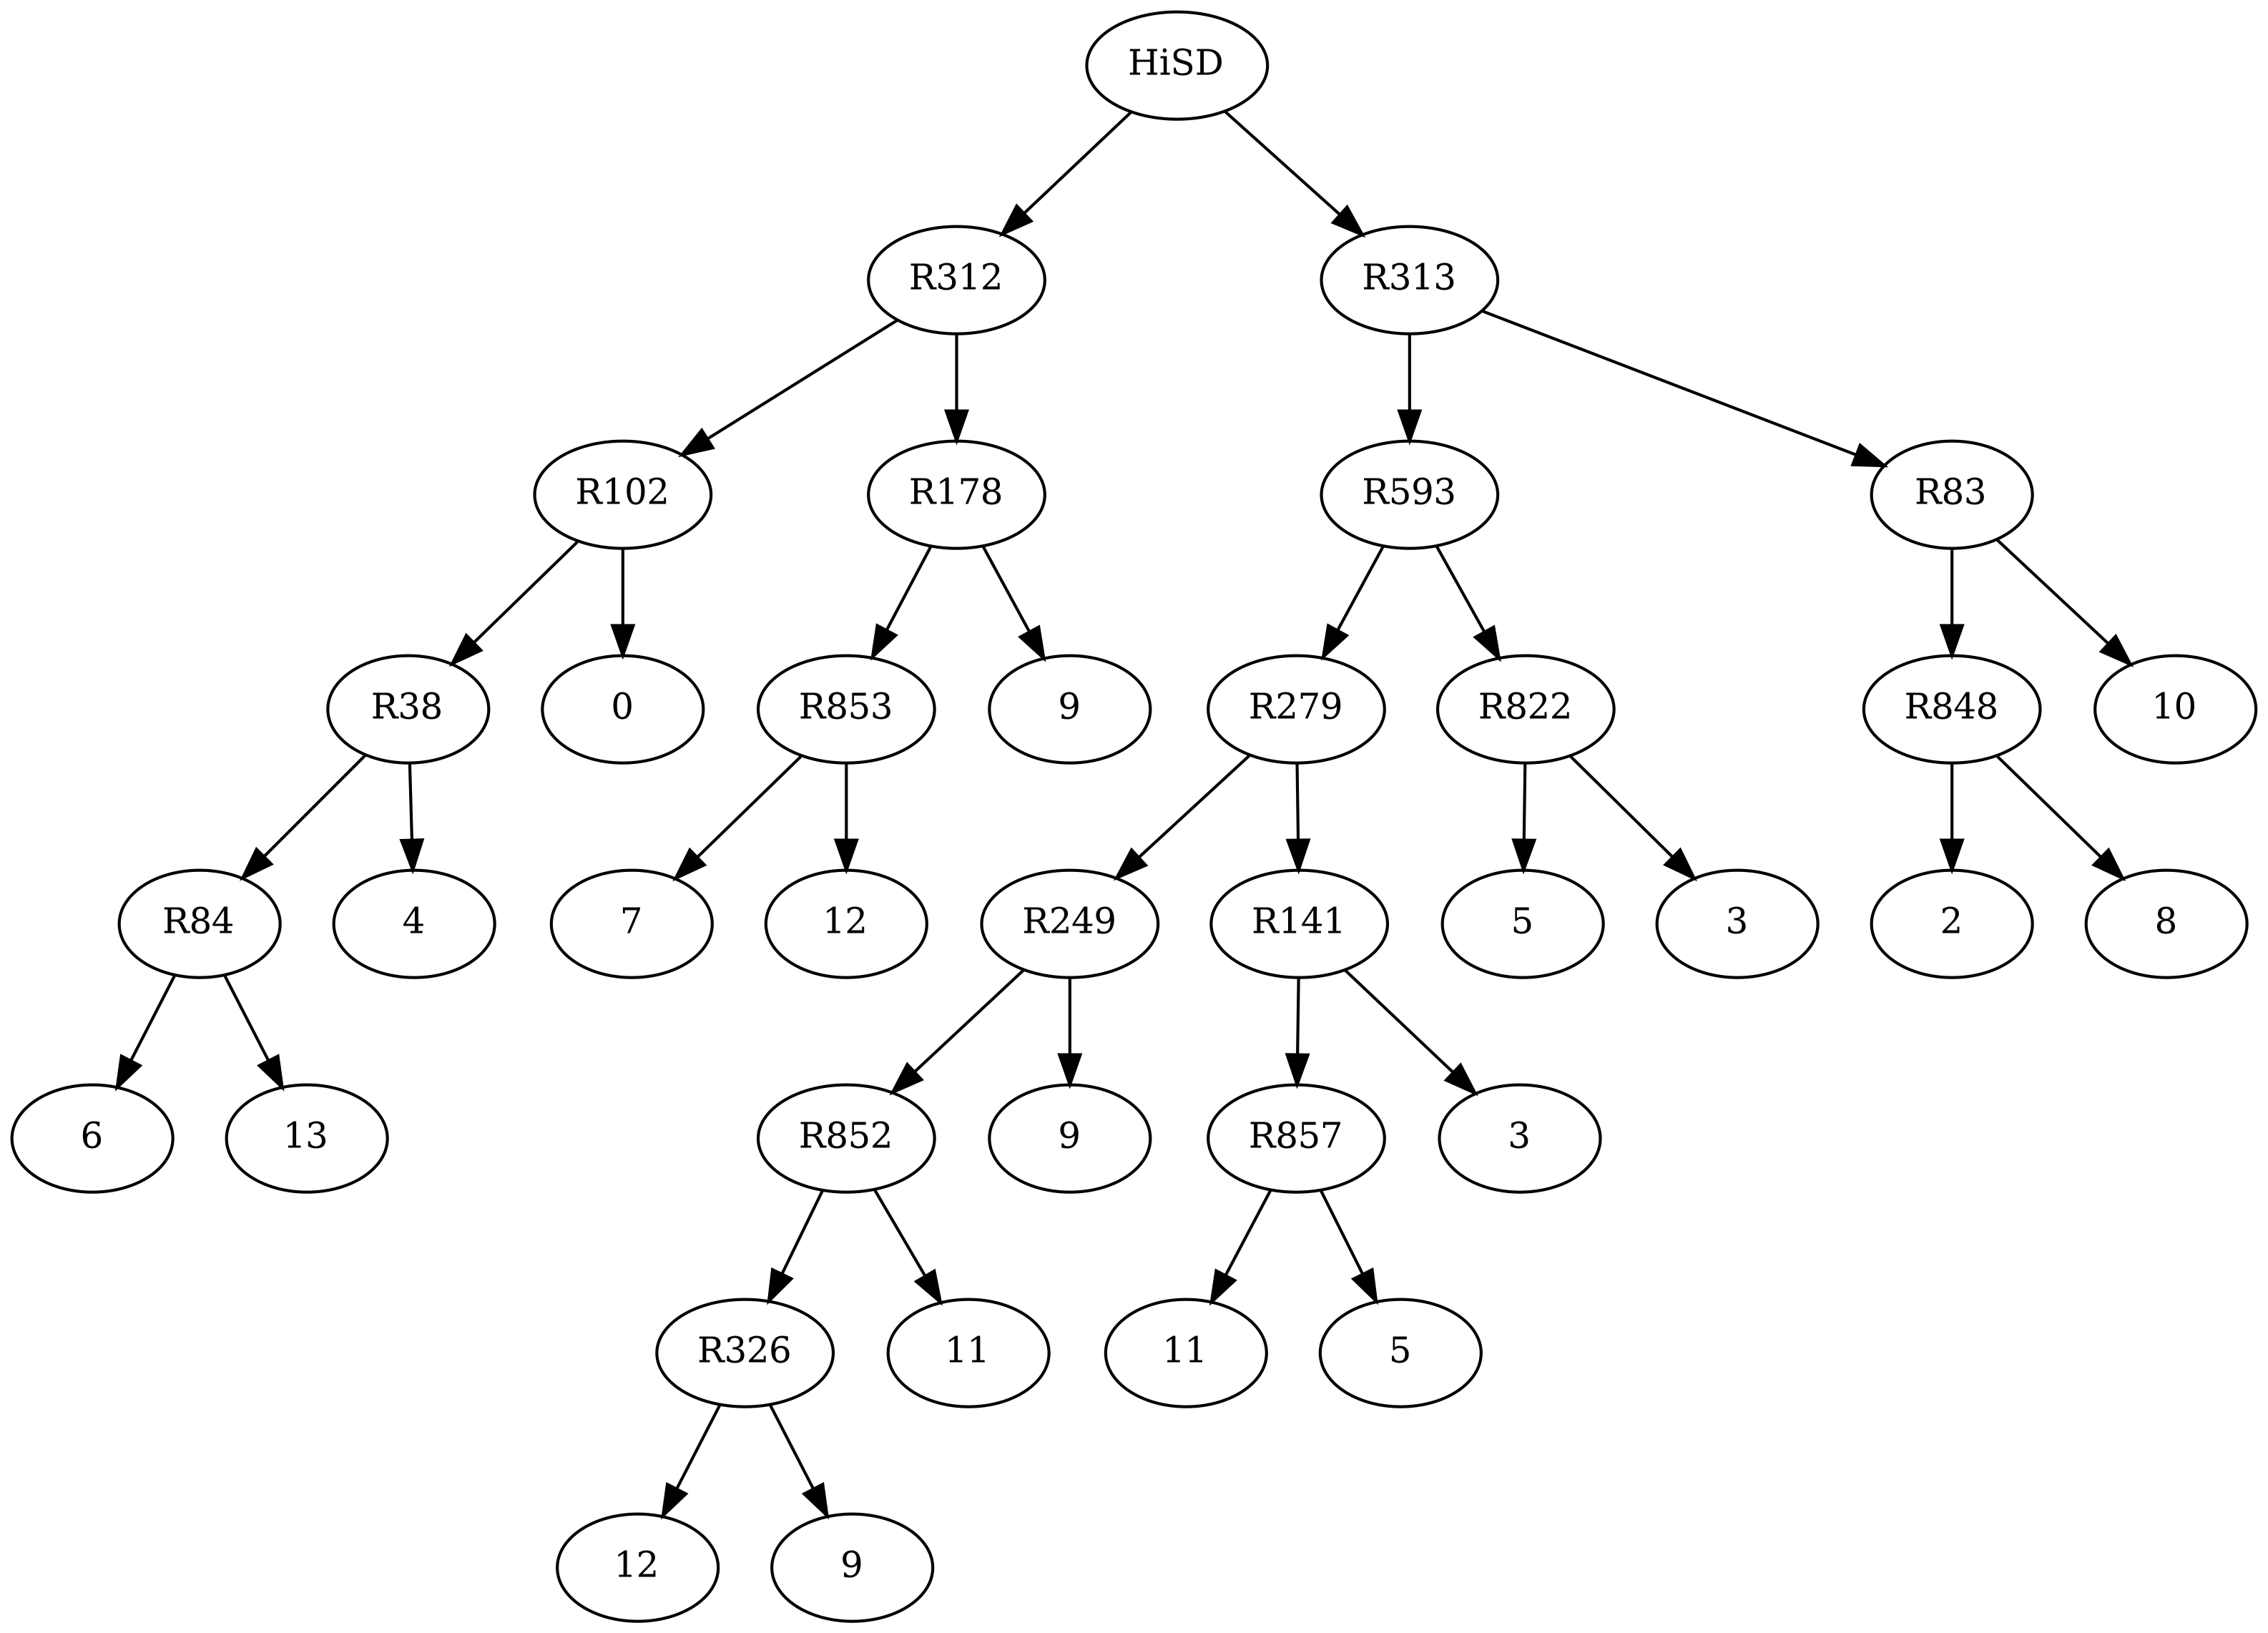 HiSD
R312 R313
R102 R178 R593 R83
R38 0 R853 9 R279 R822 R848 10
R84 4 7 12 R249 R141 5 3 2 8
6 13 R852 9 R857 3
R326 11 11 5
12 9